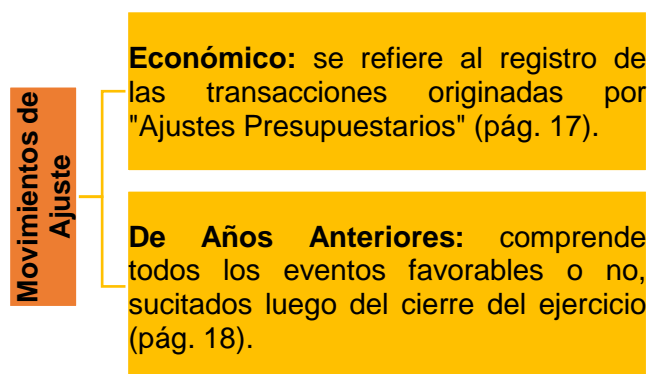 Movimientos de
Ajuste
Económico: se refiere al registro de
las transacciones originadas por
"Ajustes Presupuestarios" (pág. 17).
De Años Anteriores: comprende
todos los eventos favorables o no,
sucitados luego del cierre del ejercicio
(pág. 18).